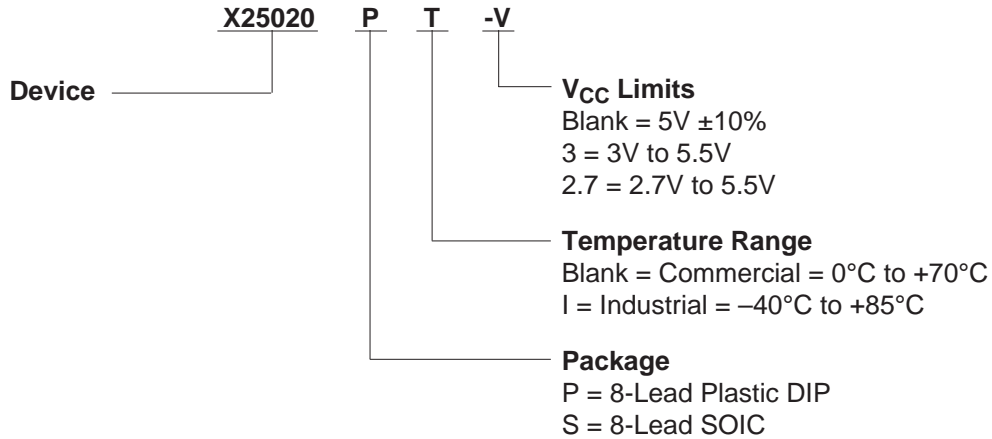 X25020 P T -V
Device
VCC Limits
Blank = 5V ±10%
3 = 3V to 5.5V
2.7 = 2.7V to 5.5V
Temperature Range
Blank = Commercial = 0°C to +70°C
I = Industrial = –40°C to +85°C
Package
P = 8-Lead Plastic DIP
S = 8-Lead SOIC